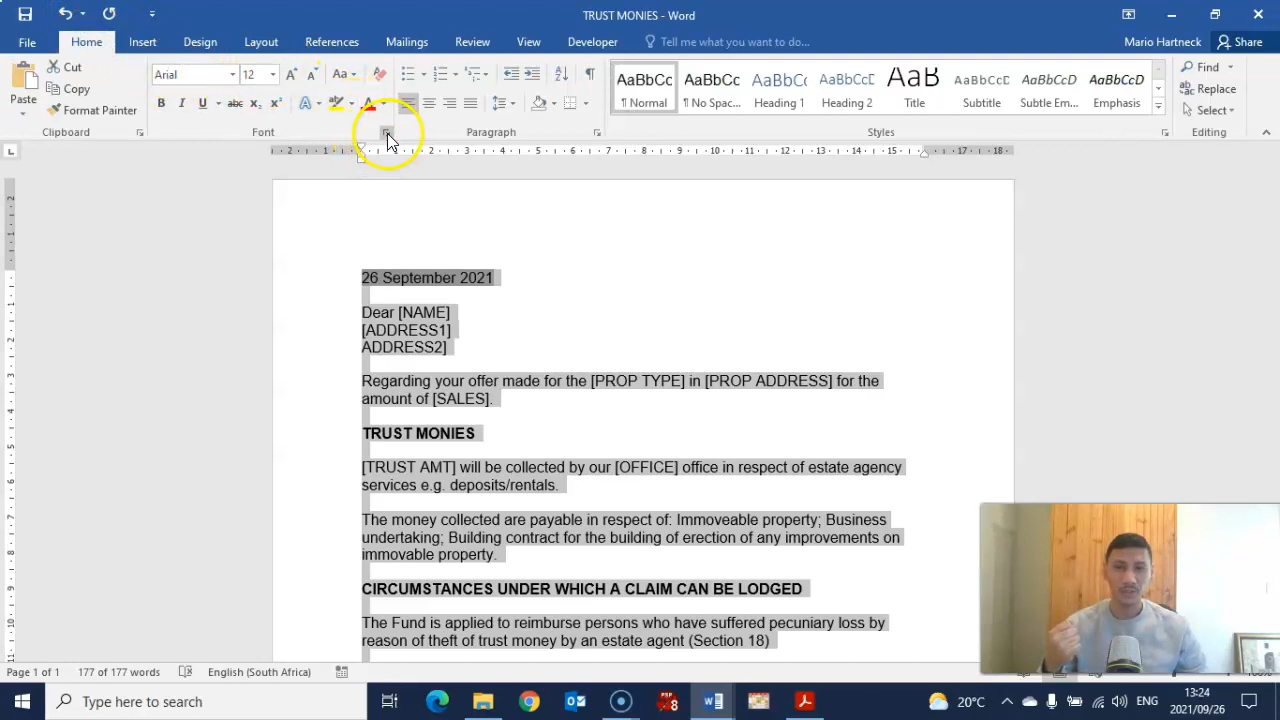 TRUST MONIES - Word
File Home Insert Design Layout References Mailings Review View Developer Tell me what you want to do... Mario Hartneck Share
Paste
Cut
Copy
Format Painter
Clipboard
Arial 12
Font
Paragraph
AaBbCc AaBbCc AaBbCc AaBbCc AaB AaBbCc AaBbCc AaBbCc
¶ Normal ¶ No Spac... Heading 1 Heading 2 Title Subtitle Subtle Em... Emphasis
Styles
Find
Replace
Select
Editing
26 September 2021
Dear [NAME]
[ADDRESS1]
ADDRESS2]
Regarding your offer made for the [PROP TYPE] in [PROP ADDRESS] for the
amount of [SALES].
TRUST MONIES
[TRUST AMT] will be collected by our [OFFICE] office in respect of estate agency
services e.g. deposits/rentals.
The money collected are payable in respect of: Immoveable property; Business
undertaking; Building contract for the building of erection of any improvements on
immovable property.
CIRCUMSTANCES UNDER WHICH A CLAIM CAN BE LODGED
The Fund is applied to reimburse persons who have suffered pecuniary loss by
reason of theft of trust money by an estate agent (Section 18)
Page 1 of 1 177 of 177 words English (South Africa)
Type here to search
20°C ENG 13:24
2021/09/26